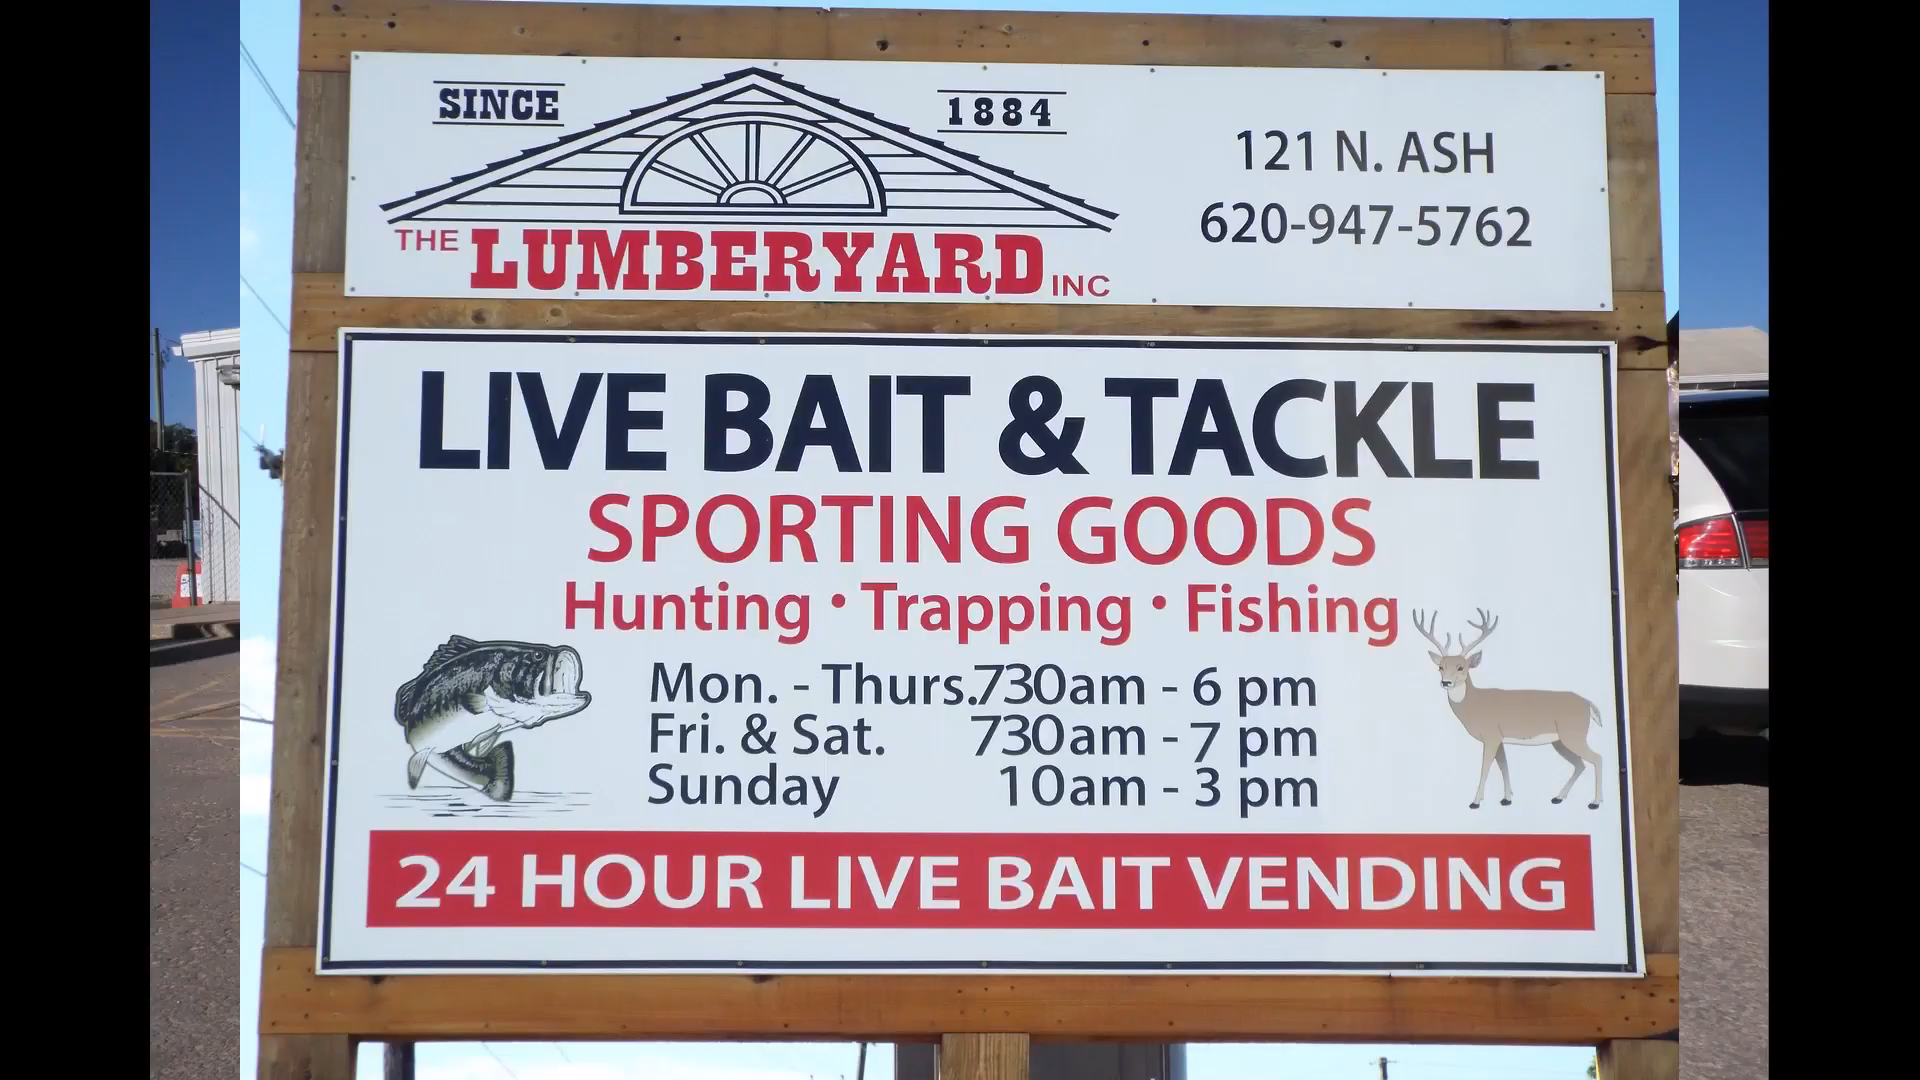 SINCE 1884
THE LUMBERYARD INC
121 N. ASH
620-947-5762
LIVE BAIT & TACKLE
SPORTING GOODS
Hunting • Trapping • Fishing
Mon. - Thurs. 730am - 6 pm
Fri. & Sat. 730am - 7 pm
Sunday 10am - 3 pm
24 HOUR LIVE BAIT VENDING